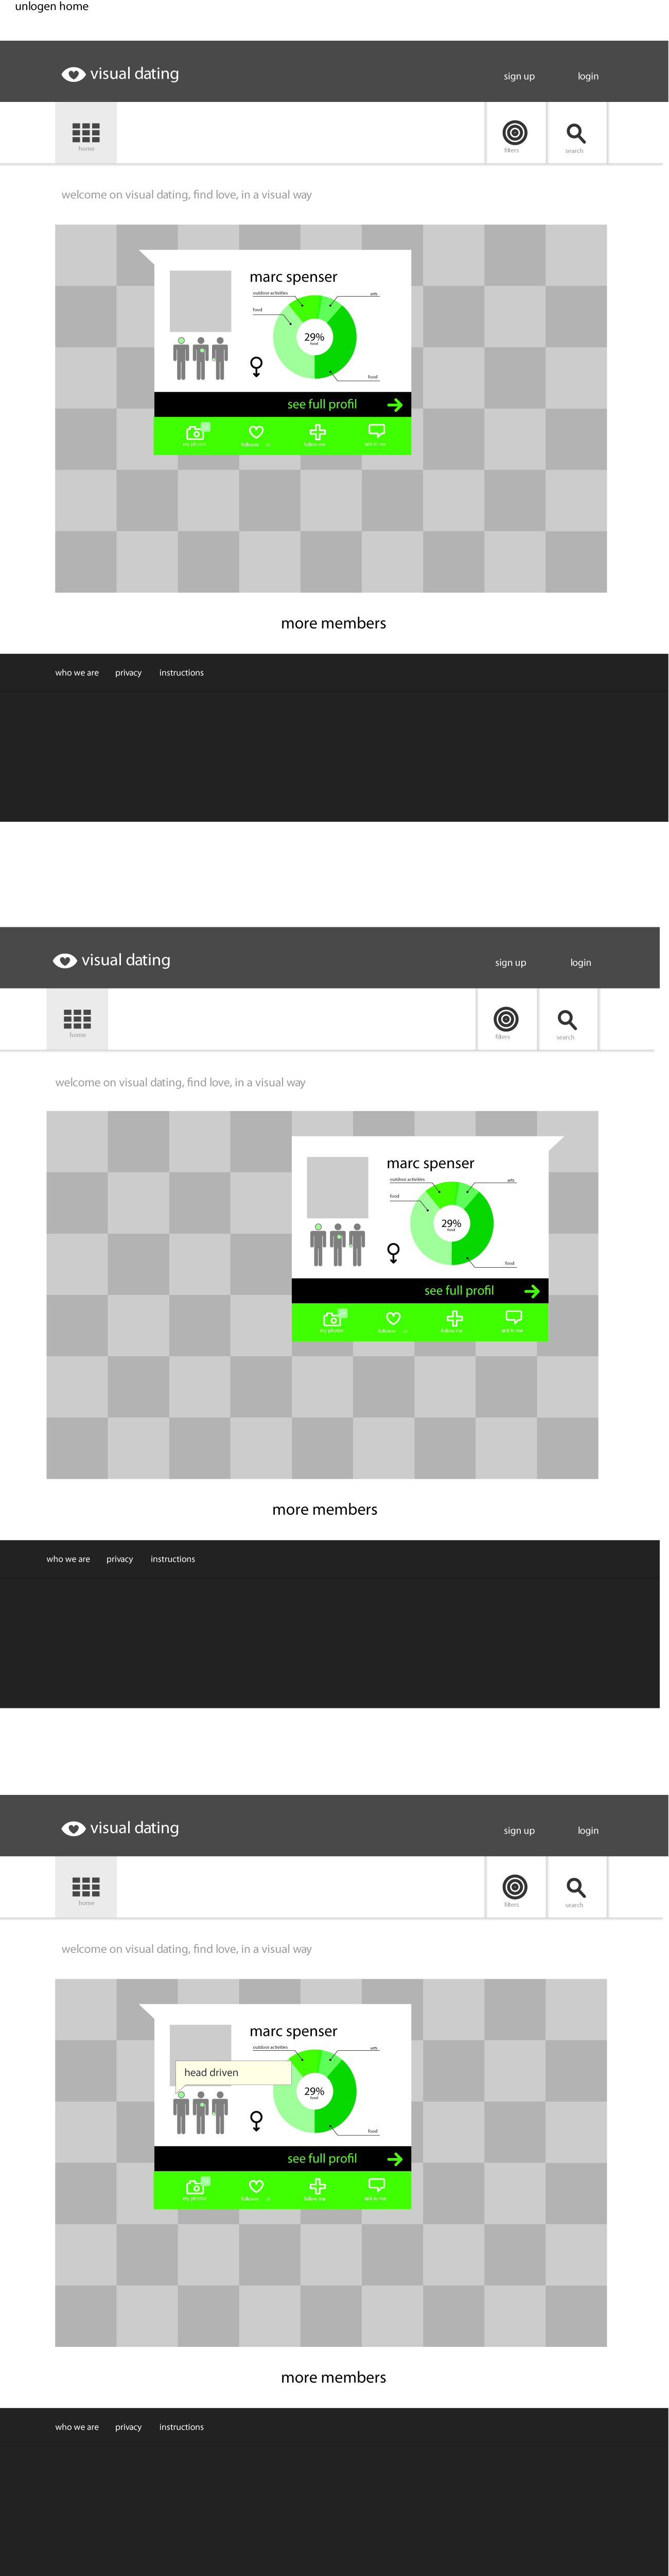 unlogen home
visual dating
sign up
login
home
filters
search
welcome on visual dating, find love, in a visual way
marc spenser
outdoor activities
arts
food
29%
food
food
see full profil
my photos
followers
follow me
talk to me
more members
who we are
privacy
instructions
visual dating
sign up
login
home
filters
search
welcome on visual dating, find love, in a visual way
marc spenser
outdoor activities
arts
food
29%
food
food
see full profil
my photos
followers
follow me
talk to me
more members
who we are
privacy
instructions
visual dating
sign up
login
home
filters
search
welcome on visual dating, find love, in a visual way
marc spenser
outdoor activities
arts
head driven
29%
food
food
see full profil
my photos
followers
follow me
talk to me
more members
who we are
privacy
instructions